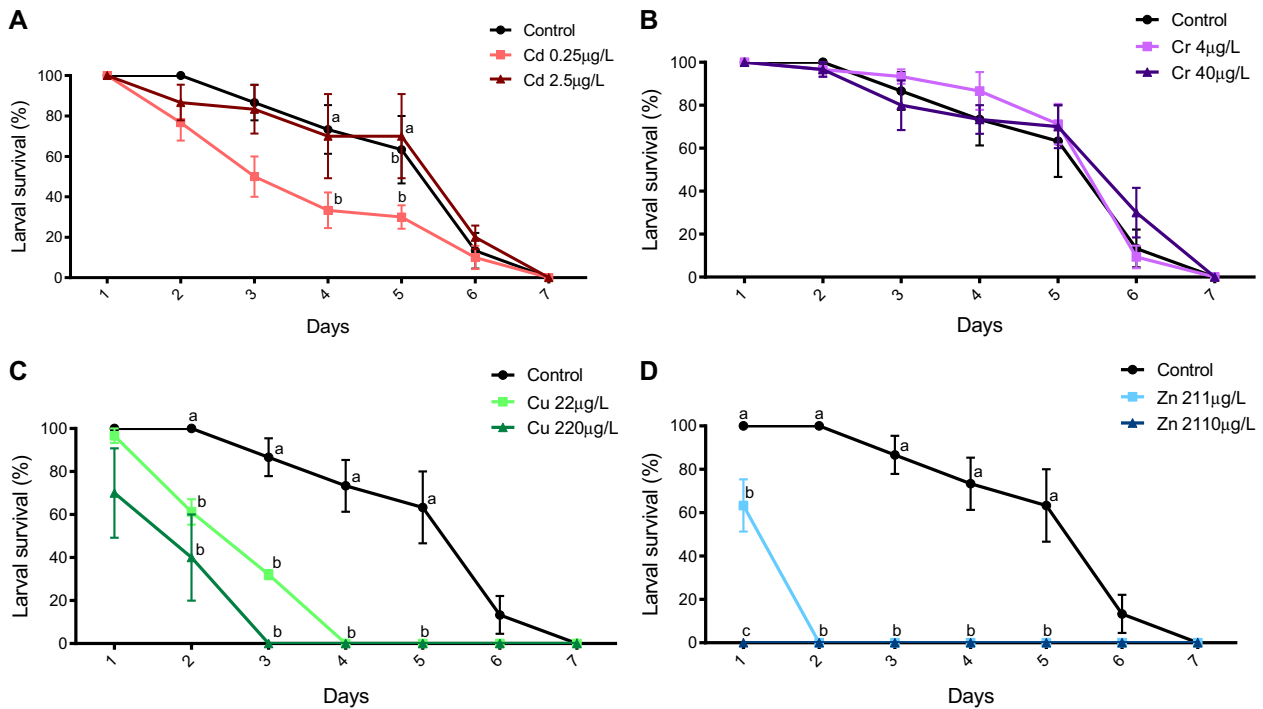 A
Control
Cd 0.25μg/L
Cd 2.5μg/L
Larval survival (%)
100
80
60
40
20
0
a
a
b
b
b
1 2 3 4 5 6 7
Days
B
Control
Cr 4μg/L
Cr 40μg/L
Larval survival (%)
100
80
60
40
20
0
1 2 3 4 5 6 7
Days
C
Control
Cu 22μg/L
Cu 220μg/L
Larval survival (%)
100
80
60
40
20
0
a
a
a
a
b
b
b
b b b
1 2 3 4 5 6 7
Days
D
Control
Zn 211μg/L
Zn 2110μg/L
Larval survival (%)
100
80
60
40
20
0
a a
a
a
a
b
c b b b b
1 2 3 4 5 6 7
Days